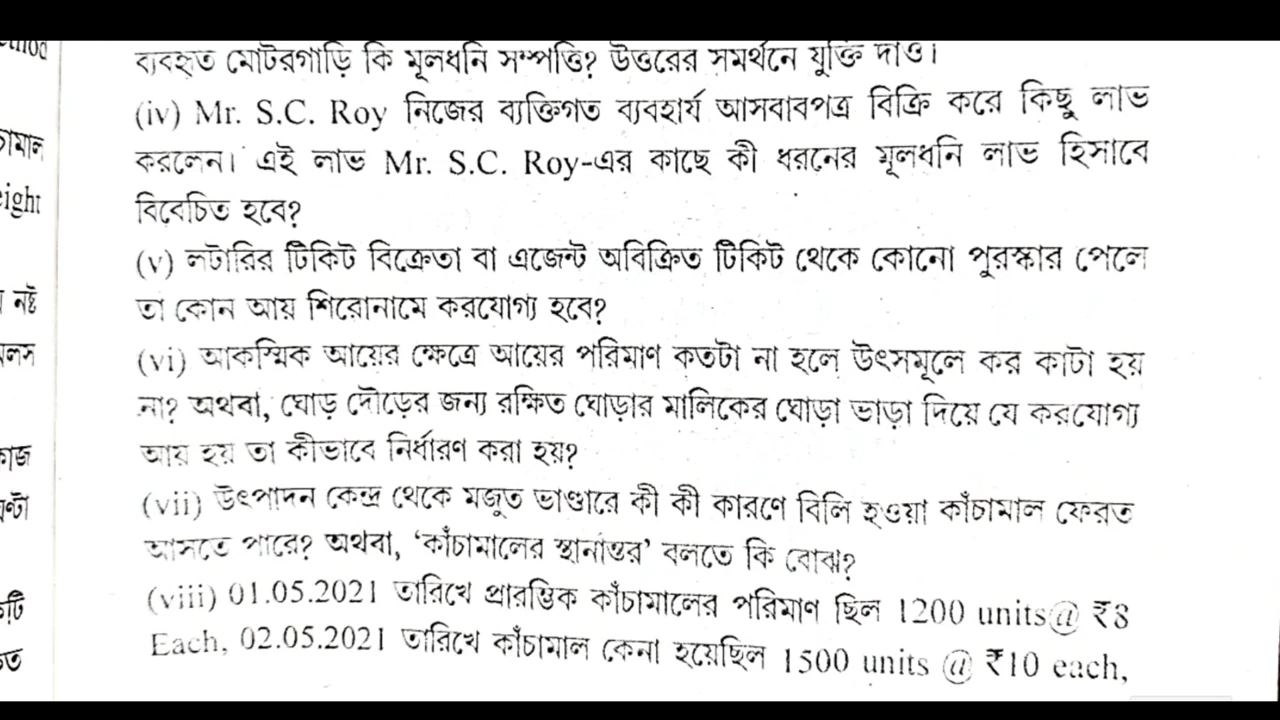 ethod
ব্যবহৃত মোটরগাড়ি কি মূলধনি সম্পত্তি? উত্তরের সমর্থনে যুক্তি দাও।
(iv) Mr. S.C. Roy নিজের ব্যক্তিগত ব্যবহার্য আসবাবপত্র বিক্রি করে কিছু লাভ
করলেন। এই লাভ Mr. S.C. Roy-এর কাছে কী ধরনের মূলধনি লাভ হিসাবে
বিবেচিত হবে?
(v) লটারির টিকিট বিক্রেতা বা এজেন্ট অবিক্রিত টিকিট থেকে কোনো পুরস্কার পেলে
তা কোন আয় শিরোনামে করযোগ্য হবে?
(vi) আকস্মিক আয়ের ক্ষেত্রে আয়ের পরিমাণ কতটা না হলে উৎসমূলে কর কাটা হয়
না? অথবা, ঘোড় দৌড়ের জন্য রক্ষিত ঘোড়ার মালিকের ঘোড়া ভাড়া দিয়ে যে করযোগ্য
আয় হয় তা কীভাবে নির্ধারণ করা হয়?
(vii) উৎপাদন কেন্দ্র থেকে মজুত ভাণ্ডারে কী কী কারণে বিলি হওয়া কাঁচামাল ফেরত
আসতে পারে? অথবা, ‘কাঁচামালের স্থানান্তর’ বলতে কি বোঝ?
(viii) 01.05.2021 তারিখে প্রারম্ভিক কাঁচামালের পরিমাণ ছিল 1200 units@ ₹8
Each, 02.05.2021 তারিখে কাঁচামাল কেনা হয়েছিল 1500 units @ ₹10 each,